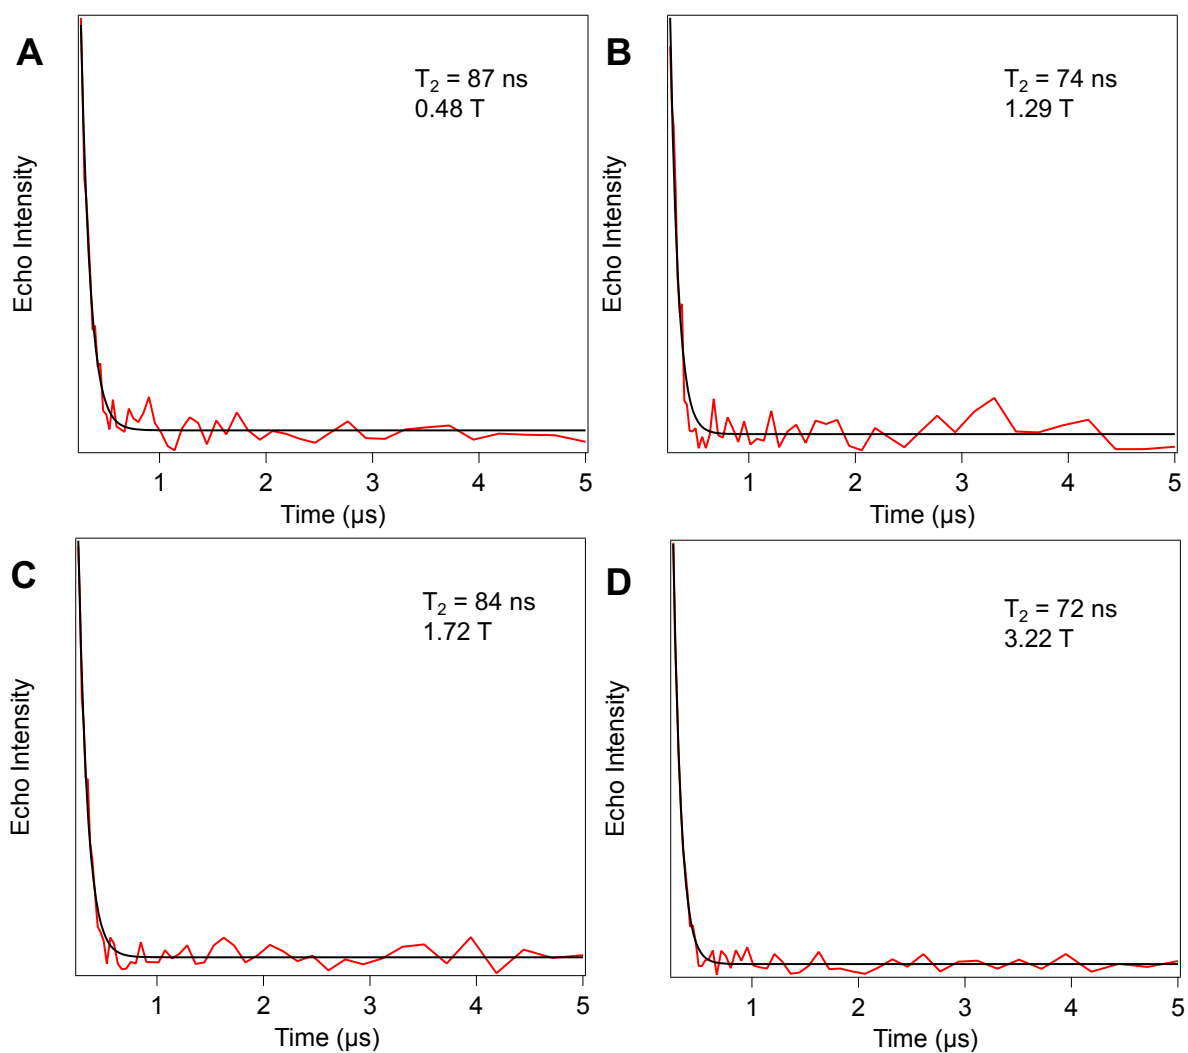 A
T₂ = 87 ns
0.48 T
Echo Intensity
1 2 3 4 5
Time (µs)
B
T₂ = 74 ns
1.29 T
Echo Intensity
1 2 3 4 5
Time (µs)
C
T₂ = 84 ns
1.72 T
Echo Intensity
1 2 3 4 5
Time (µs)
D
T₂ = 72 ns
3.22 T
Echo Intensity
1 2 3 4 5
Time (µs)